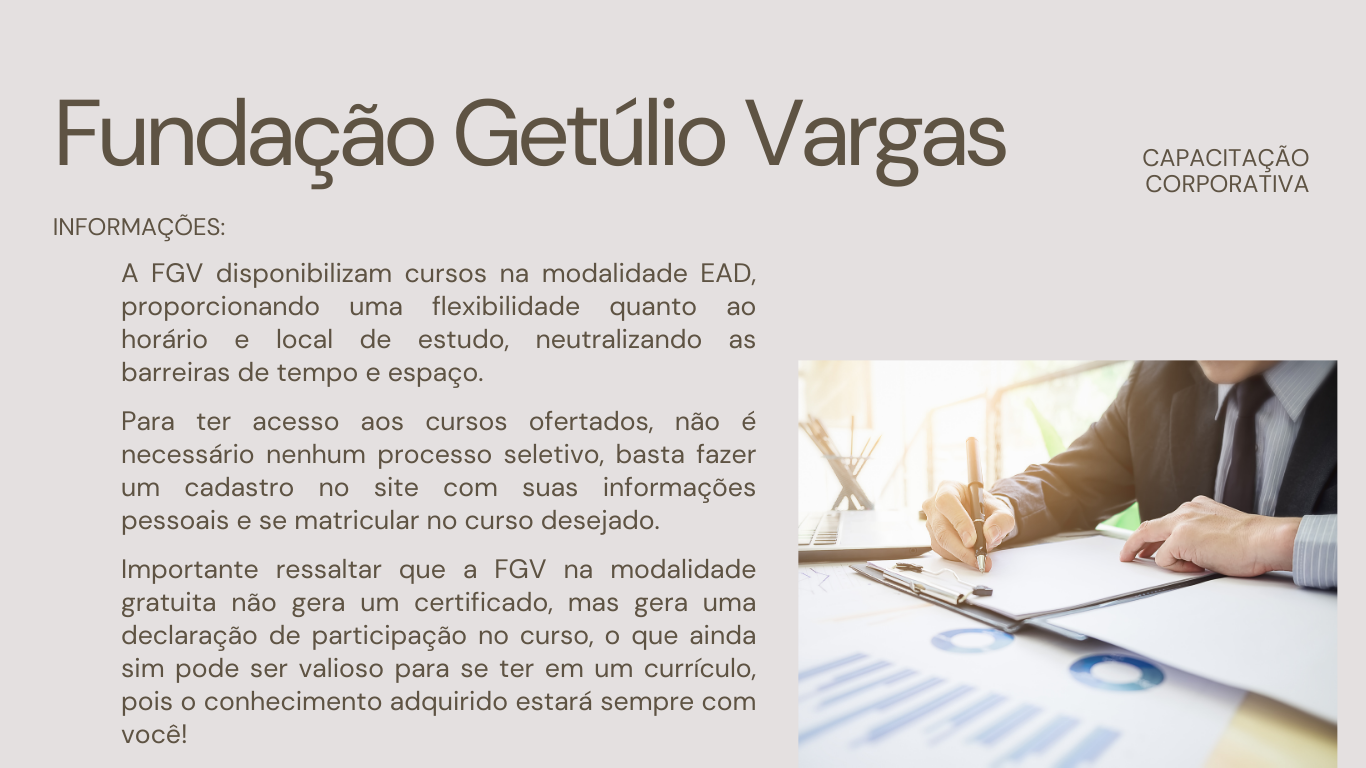 Fundação Getúlio Vargas
CAPACITAÇÃO
CORPORATIVA
INFORMAÇÕES:
A FGV disponibilizam cursos na modalidade EAD,
proporcionando uma flexibilidade quanto ao
horário e local de estudo, neutralizando as
barreiras de tempo e espaço.
Para ter acesso aos cursos ofertados, não é
necessário nenhum processo seletivo, basta fazer
um cadastro no site com suas informações
pessoais e se matricular no curso desejado.
Importante ressaltar que a FGV na modalidade
gratuita não gera um certificado, mas gera uma
declaração de participação no curso, o que ainda
sim pode ser valioso para se ter em um currículo,
pois o conhecimento adquirido estará sempre com
você!